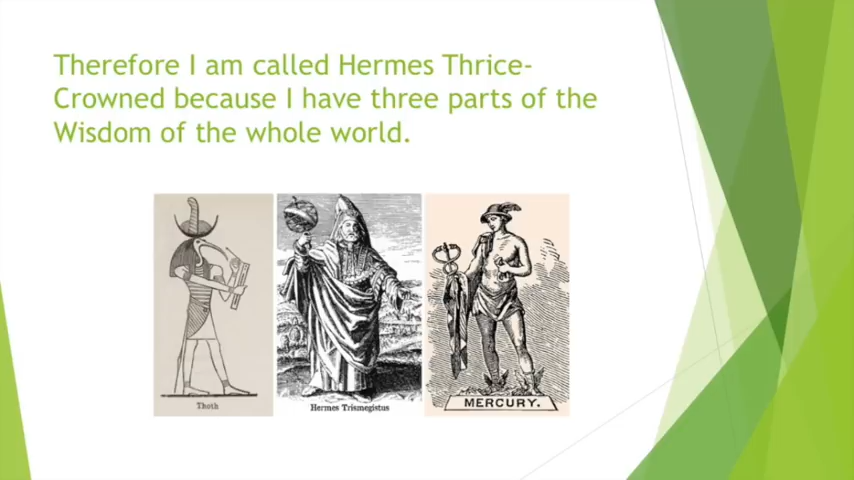 Therefore I am called Hermes Thrice-
Crowned because I have three parts of the
Wisdom of the whole world.
Thoth
Hermes Trismegistus
MERCURY.